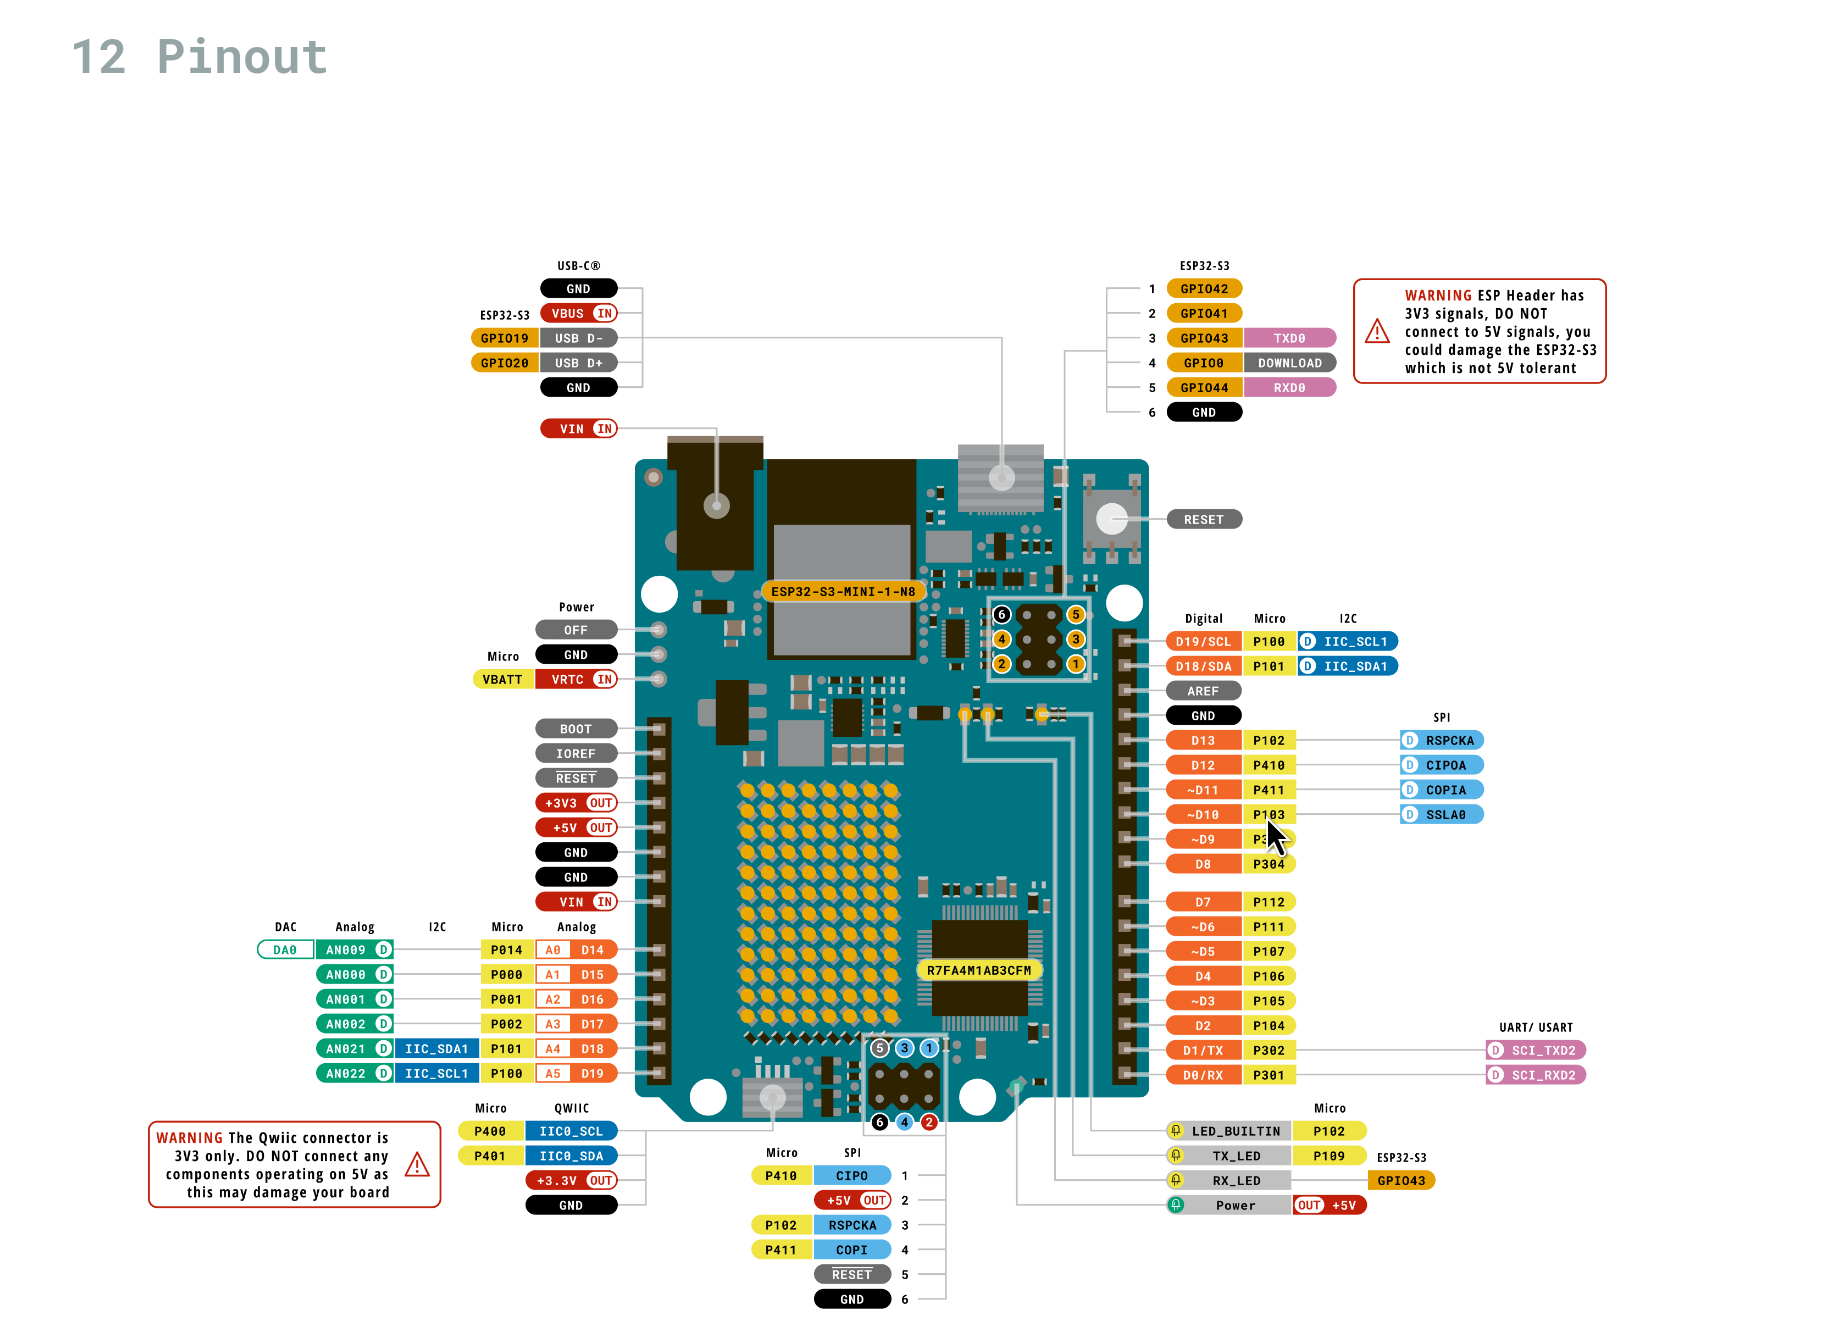 12 Pinout
USB-C®
GND
VBUS IN
ESP32-S3
GPIO19 USB D-
GPIO20 USB D+
GND
VIN IN
ESP32-S3
1 GPIO42
2 GPIO41
3 GPIO43 TXD0
4 GPIO0 DOWNLOAD
5 GPIO44 RXD0
6 GND
WARNING ESP Header has
3V3 signals, DO NOT
connect to 5V signals, you
could damage the ESP32-S3
which is not 5V tolerant
RESET
ESP32-S3-MINI-1-N8
6 5
4 3
2 1
Power
OFF
GND
Micro
VBATT VRTC IN
BOOT
IOREF
RESET
+3V3 OUT
+5V OUT
GND
GND
VIN IN
DAC Analog I2C Micro Analog
DA0 AN009 D P014 A0 D14
AN000 D P000 A1 D15
AN001 D P001 A2 D16
AN002 D P002 A3 D17
AN021 D IIC_SDA1 P101 A4 D18
AN022 D IIC_SCL1 P100 A5 D19
Digital Micro I2C
D19/SCL P100 D IIC_SCL1
D18/SDA P101 D IIC_SDA1
AREF
GND
SPI
D13 P102 D RSPCKA
D12 P410 D CIPOA
~D11 P411 D COPIA
~D10 P103 D SSLA0
~D9
D8 P304
D7 P112
~D6 P111
~D5 P107
D4 P106
~D3 P105
D2 P104
UART/ USART
D1/TX P302 D SCI_TXD2
D0/RX P301 D SCI_RXD2
R7FA4M1AB3CFM
5 3 1
6 4 2
Micro QWIIC
P400 IIC0_SCL
P401 IIC0_SDA
+3.3V OUT
GND
WARNING The Qwiic connector is
3V3 only. DO NOT connect any
components operating on 5V as
this may damage your board
Micro SPI
P410 CIPO 1
+5V OUT 2
P102 RSPCKA 3
P411 COPI 4
RESET 5
GND 6
Micro
LED_BUILTIN P102
TX_LED P109
ESP32-S3
RX_LED GPIO43
Power OUT +5V